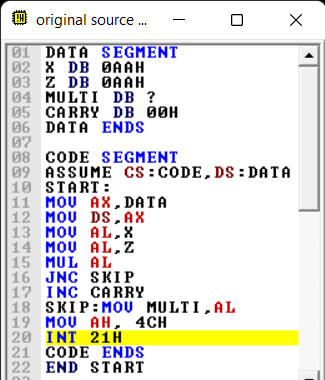 original source ...
01 DATA SEGMENT
02 X DB 0AAH
03 Z DB 0AAH
04 MULTI DB ?
05 CARRY DB 00H
06 DATA ENDS
07
08 CODE SEGMENT
09 ASSUME CS:CODE,DS:DATA
10 START:
11 MOV AX,DATA
12 MOV DS,AX
13 MOV AL,X
14 MOV AL,Z
15 MUL AL
16 JNC SKIP
17 INC CARRY
18 SKIP:MOV MULTI,AL
19 MOV AH, 4CH
20 INT 21H
21 CODE ENDS
22 END START